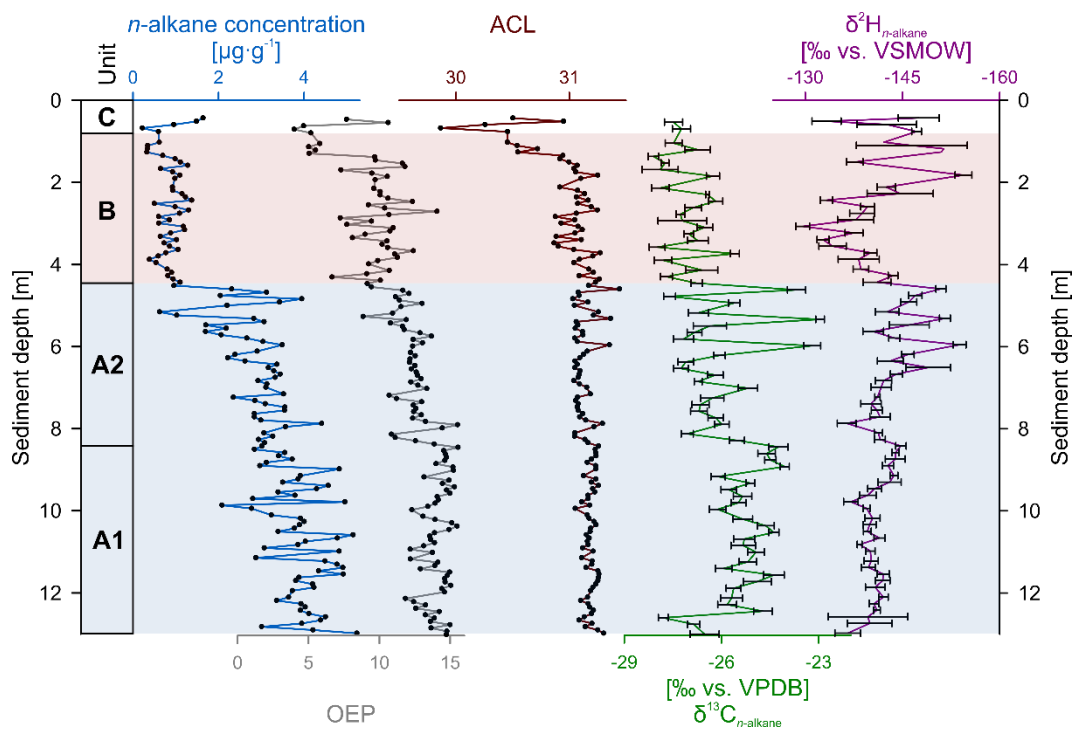 n-alkane concentration
[µg·g⁻¹]
ACL
δ²Hn-alkane
[‰ vs. VSMOW]
Unit
0 2 4
30 31
-130 -145 -160
0 C 0
2 B 2
4 4
6 A2 6
8 8
10 A1 10
12 12
Sediment depth [m]
Sediment depth [m]
0 5 10 15
OEP
-29 -26 -23
[‰ vs. VPDB]
δ¹³Cn-alkane